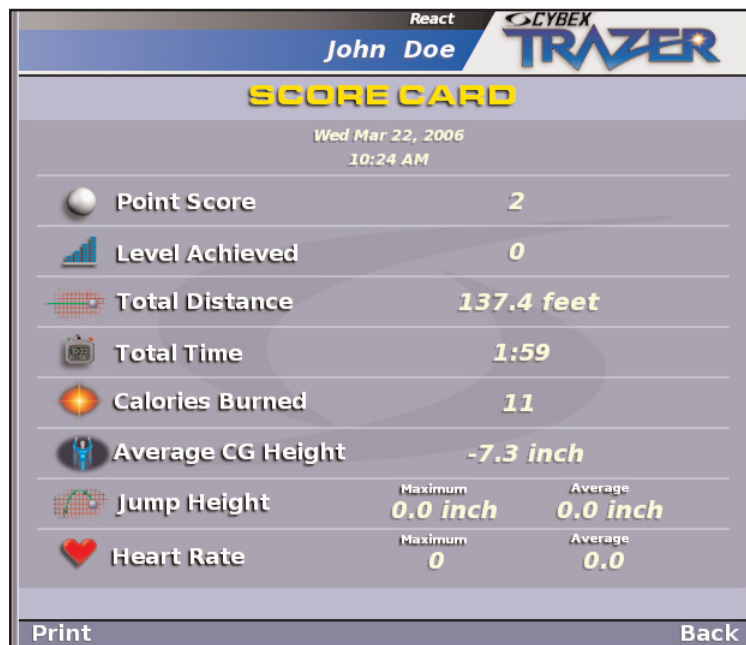 React
CYBEX
John Doe
TRAZER
SCORE CARD
Wed Mar 22, 2006
10:24 AM
Point Score 2
Level Achieved 0
Total Distance 137.4 feet
Total Time 1:59
Calories Burned 11
Average CG Height -7.3 inch
Maximum Average
Jump Height 0.0 inch 0.0 inch
Maximum Average
Heart Rate 0 0.0
Print Back